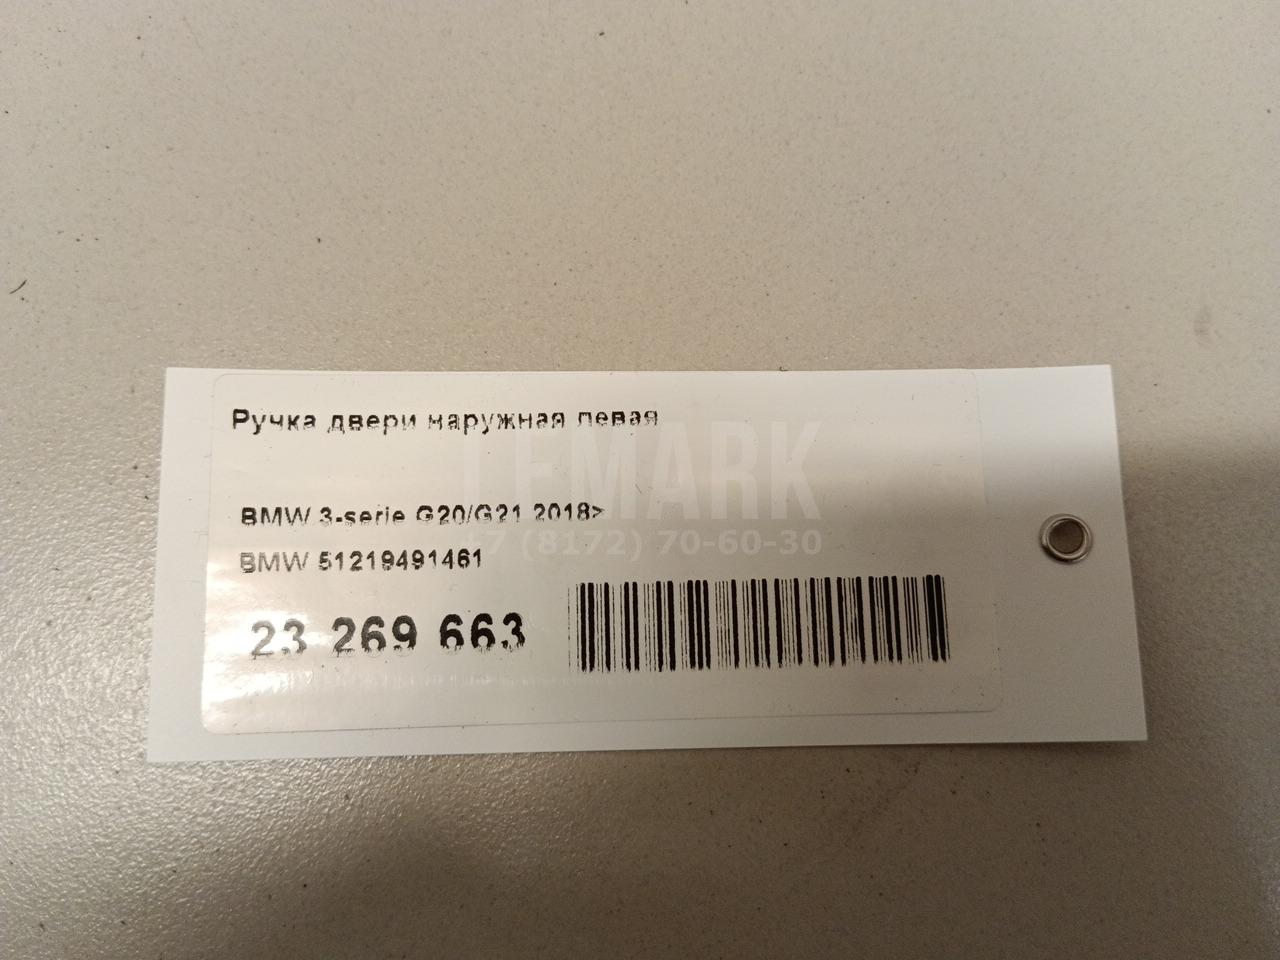 Ручка двери наружная левая
LEMARK
BMW 3-serie G20/G21 2018>
+7 (8172) 70-60-30
BMW 51219491461
23 269 663